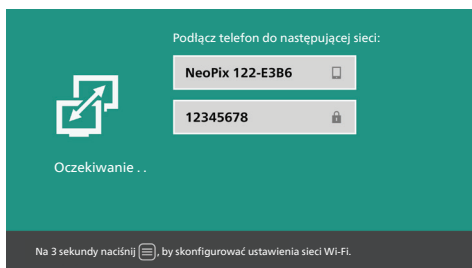 Podłącz telefon do następującej sieci:
NeoPix 122-E3B6
12345678
Oczekiwanie . .
Na 3 sekundy naciśnij , by skonfigurować ustawienia sieci Wi-Fi.